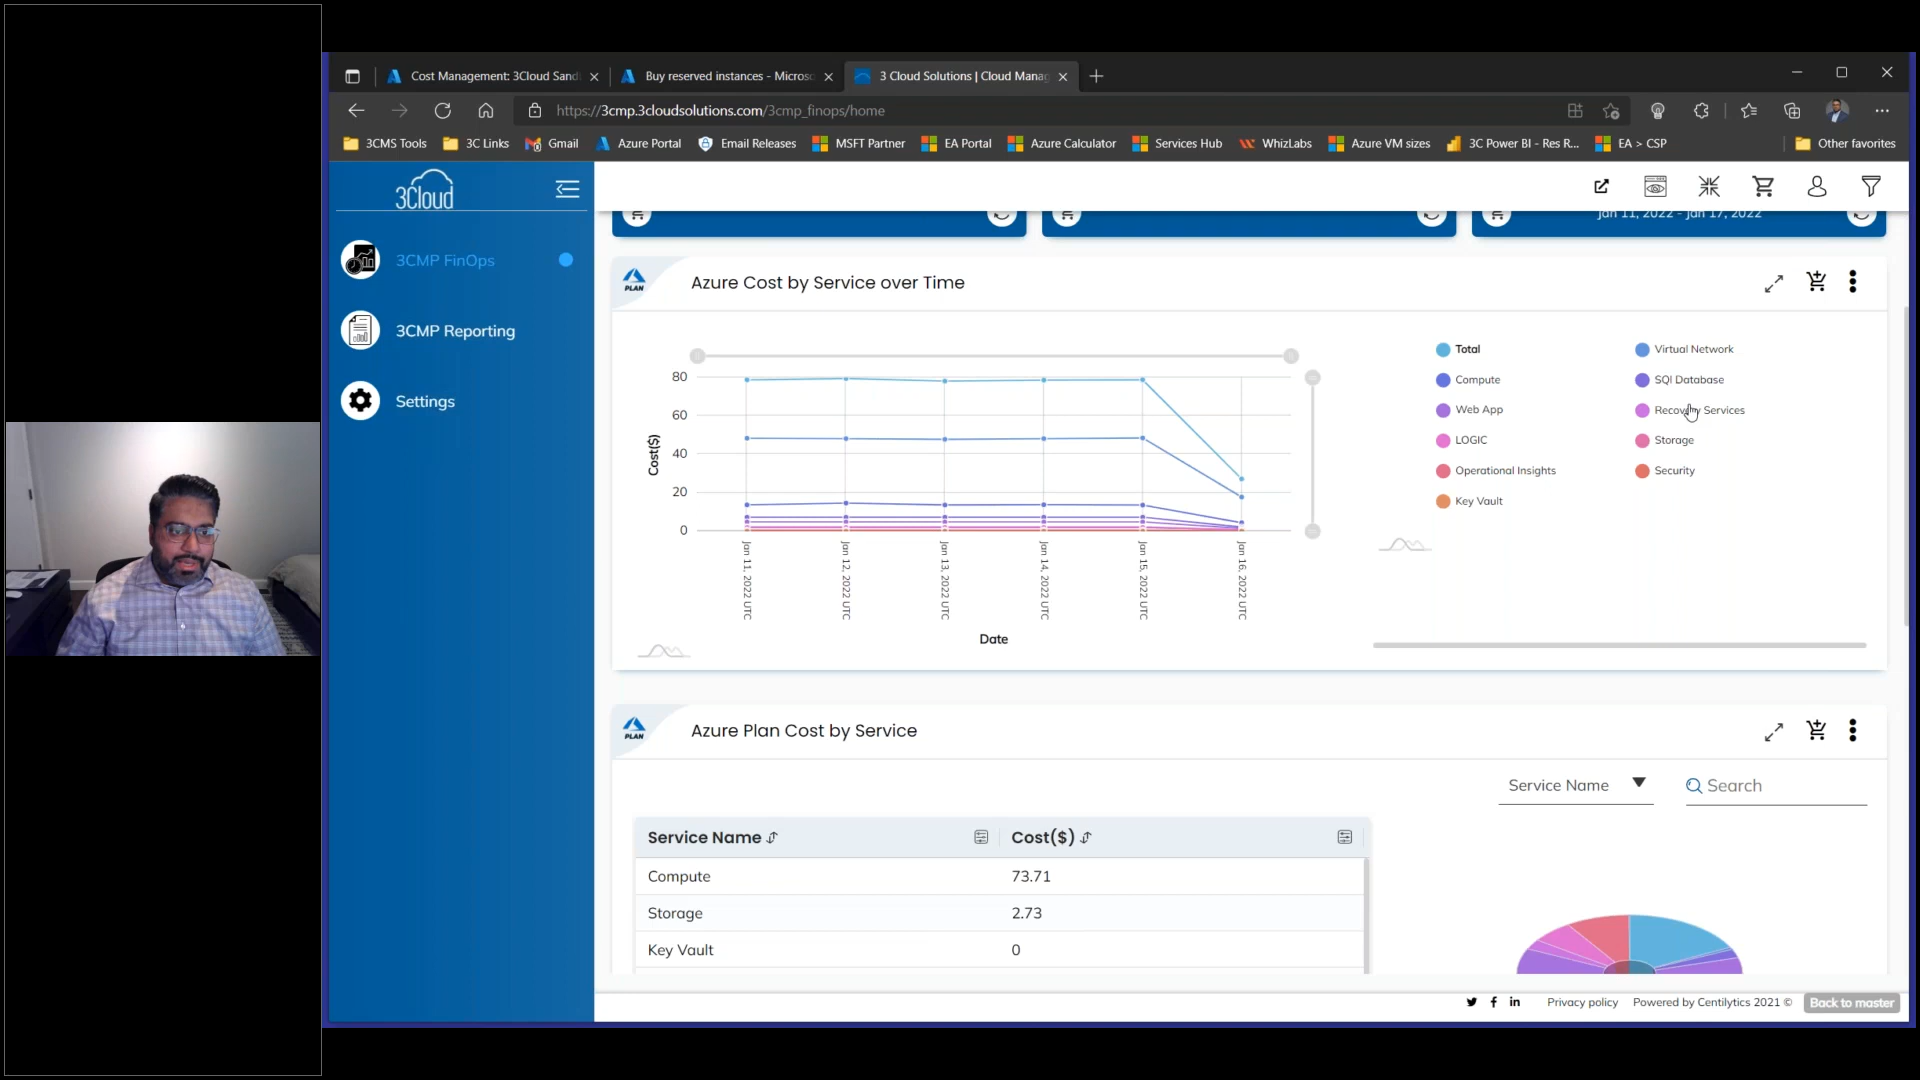 Cost Management: 3Cloud Sand
Buy reserved instances - Microso
3 Cloud Solutions | Cloud Manag
https://3cmp.3cloudsolutions.com/3cmp_finops/home
3CMS Tools
3C Links
Gmail
Azure Portal
Email Releases
MSFT Partner
EA Portal
Azure Calculator
Services Hub
WhizLabs
Azure VM sizes
3C Power BI - Res R...
EA > CSP
Other favorites
3Cloud
3CMP FinOps
3CMP Reporting
Settings
Jan 11, 2022 - Jan 17, 2022
PLAN
Azure Cost by Service over Time
Cost($)
80
60
40
20
0
Jan 11, 2022 UTC
Jan 12, 2022 UTC
Jan 13, 2022 UTC
Jan 14, 2022 UTC
Jan 15, 2022 UTC
Jan 16, 2022 UTC
Date
Total
Virtual Network
Compute
SQl Database
Web App
Recovery Services
LOGIC
Storage
Operational Insights
Security
Key Vault
PLAN
Azure Plan Cost by Service
Service Name
Search
Service Name
Cost($)
Compute
73.71
Storage
2.73
Key Vault
0
Privacy policy
Powered by Centilytics 2021 ©
Back to master